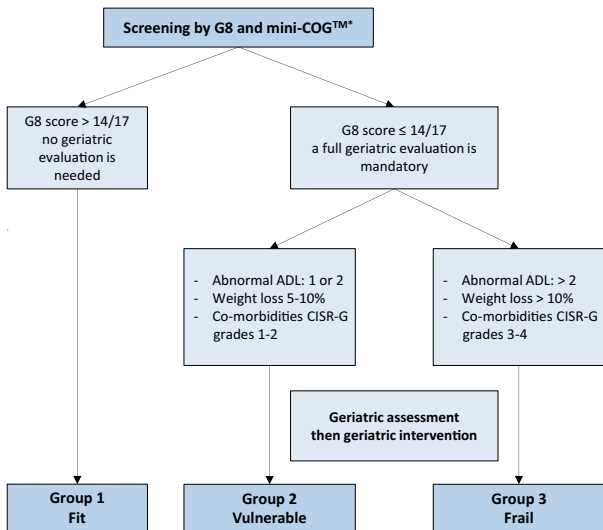 Screening by G8 and mini-COG™*
G8 score > 14/17
no geriatric
evaluation is
needed
G8 score ≤ 14/17
a full geriatric evaluation is
mandatory
- Abnormal ADL: 1 or 2
- Weight loss 5-10%
- Co-morbidities CISR-G
grades 1-2
- Abnormal ADL: > 2
- Weight loss > 10%
- Co-morbidities CISR-G
grades 3-4
Geriatric assessment
then geriatric intervention
Group 1
Fit
Group 2
Vulnerable
Group 3
Frail